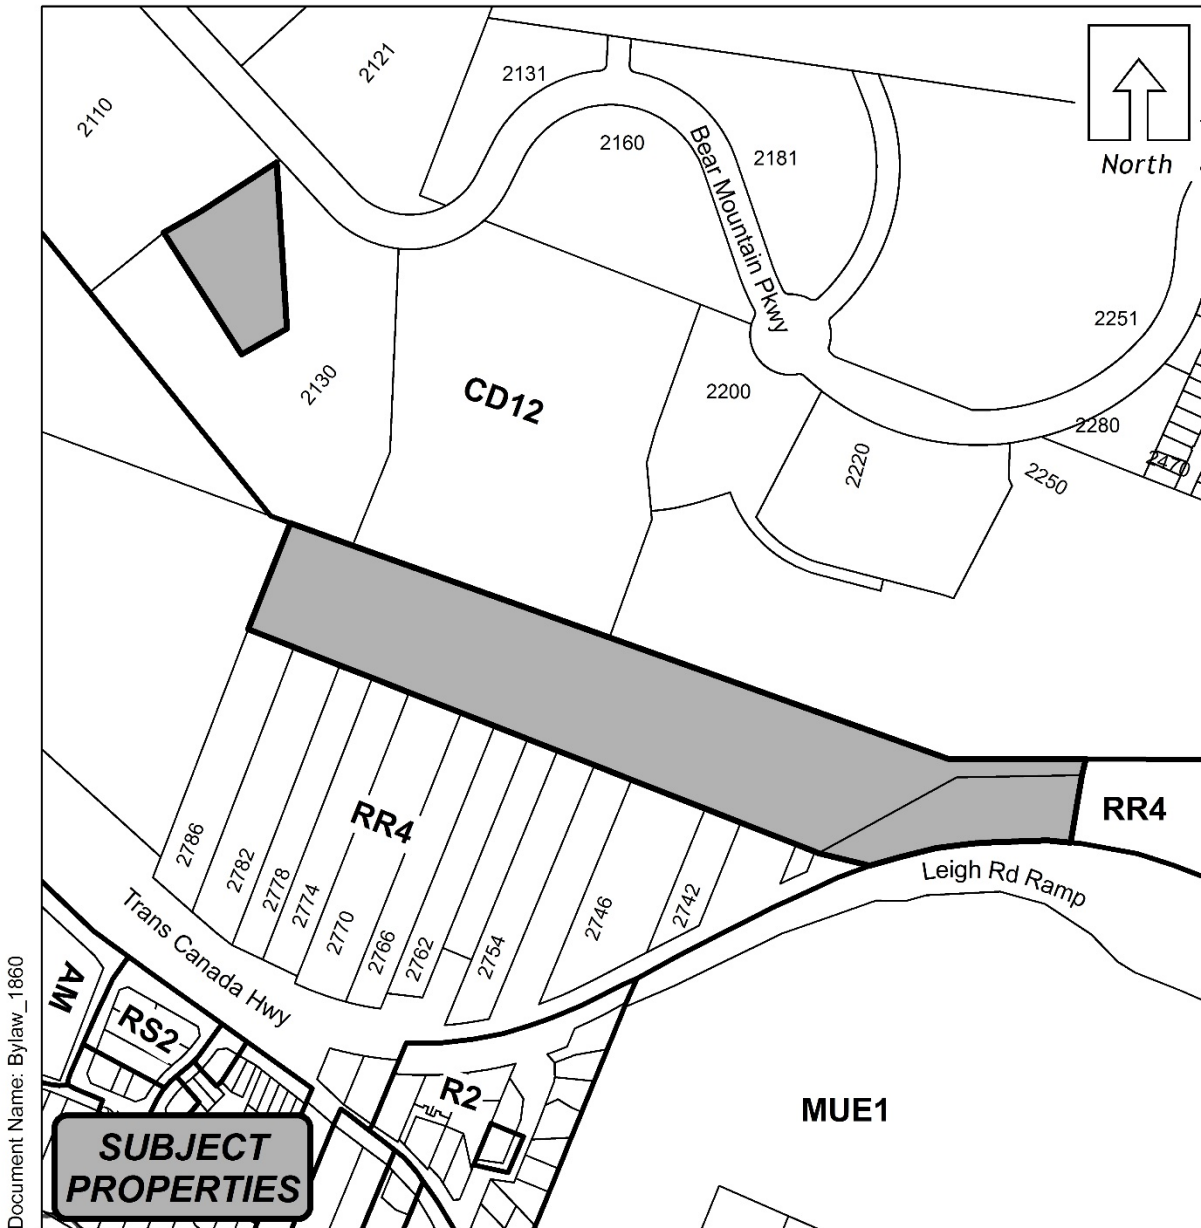 2121
2131
2110
2160
2181
Bear Mountain Pkwy
North
2251
2130
CD12
2200
2280
2220
2470
2250
RR4
RR4
2786
2782
2778
2774
2770
2766
2762
2754
2746
2742
Leigh Rd Ramp
Trans Canada Hwy
AM
RS2
R2
MUE1
SUBJECT
PROPERTIES
Document Name: Bylaw_1860